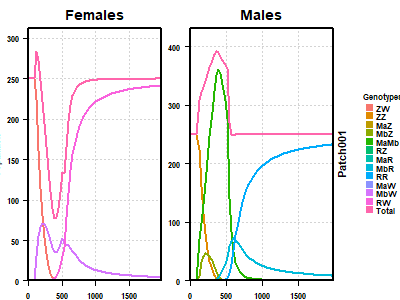 Females
Males
300
250
200
150
100
50
0
0
500
1000
1500
400
300
200
100
0
0
500
1000
1500
Patch001
Genotypes
ZW
ZZ
MaZ
MbZ
MaMb
RZ
MaR
MbR
RR
MaW
MbW
RW
Total